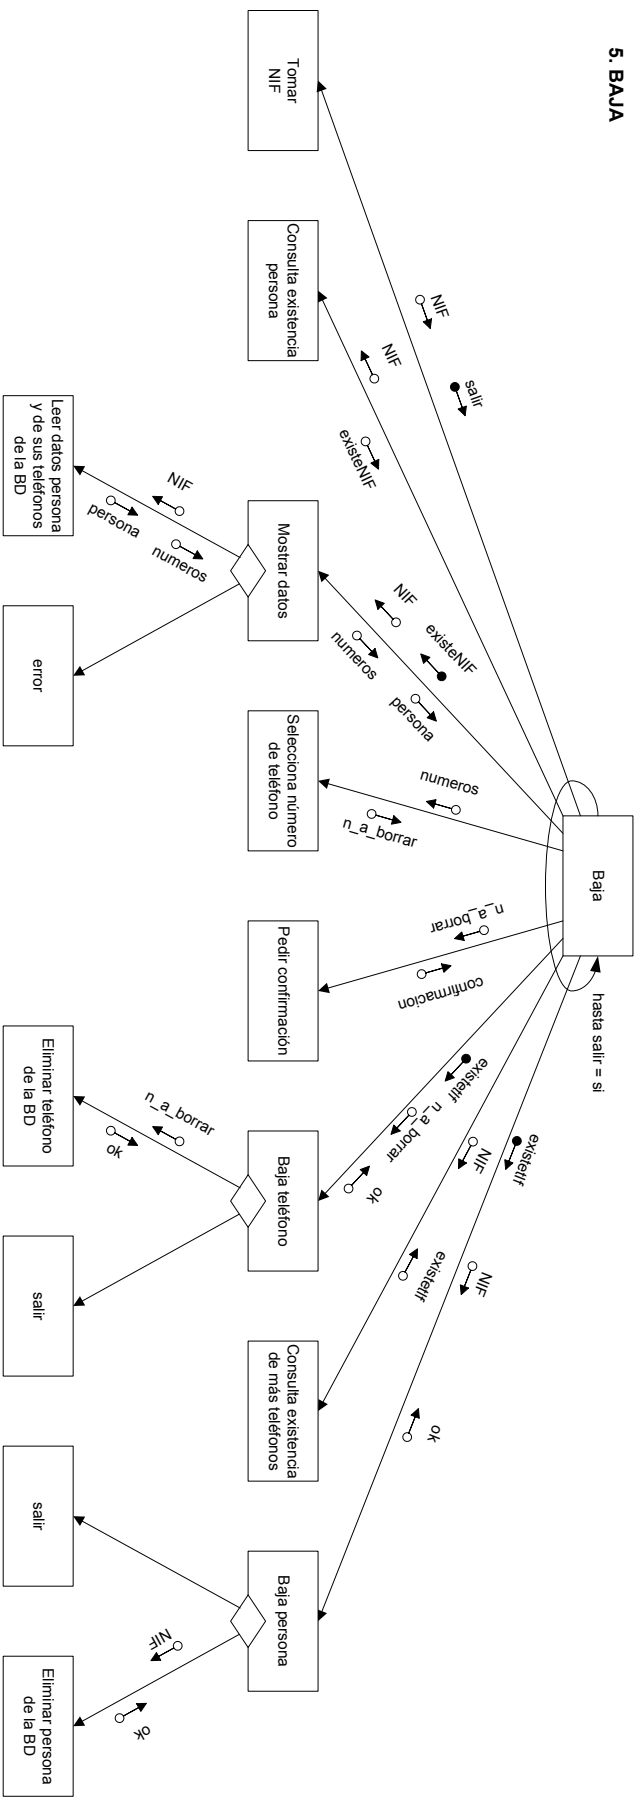 5. BAJA
Baja
hasta salir = si
NIF
salir
NIF
existeNIF
NIF
existeNIF
numeros
persona
numeros
n_a_borrar
n_a_borrar
confirmacion
existetlf
n_a_borrar
ok
NIF
existetlf
existetlf
NIF
ok
Tomar
NIF
Consulta existencia
persona
Mostrar datos
Selecciona número
de teléfono
Pedir confirmación
Baja teléfono
Consulta existencia
de más teléfonos
Baja persona
NIF
persona
numeros
n_a_borrar
ok
NIF
ok
Leer datos persona
y de sus teléfonos
de la BD
error
Eliminar teléfono
de la BD
salir
salir
Eliminar persona
de la BD